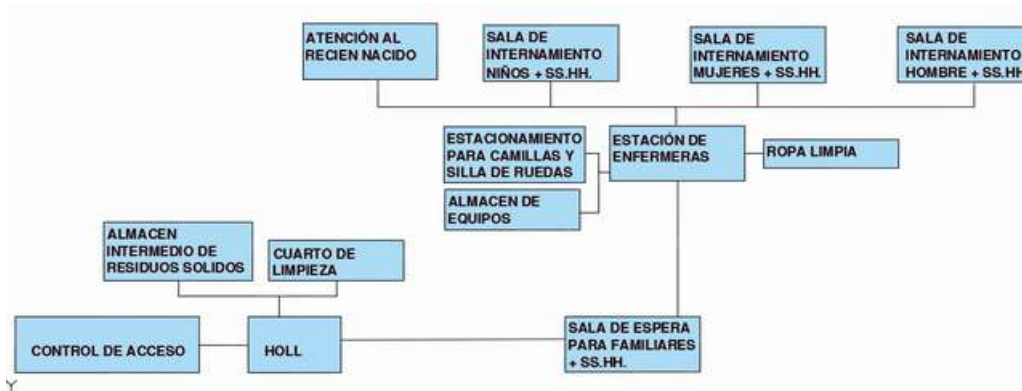 ATENCIÓN AL
RECIEN NACIDO
SALA DE
INTERNAMIENTO
NIÑOS + SS.HH.
SALA DE
INTERNAMIENTO
MUJERES + SS.HH.
SALA DE
INTERNAMIENTO
HOMBRE + SS.HH
ESTACIONAMIENTO
PARA CAMILLAS Y
SILLA DE RUEDAS
ESTACIÓN DE
ENFERMERAS
ROPA LIMPIA
ALMACEN DE
EQUIPOS
ALMACEN
INTERMEDIO DE
RESIDUOS SOLIDOS
CUARTO DE
LIMPIEZA
CONTROL DE ACCESO
HOLL
SALA DE ESPERA
PARA FAMILIARES
+ SS.HH.
Y